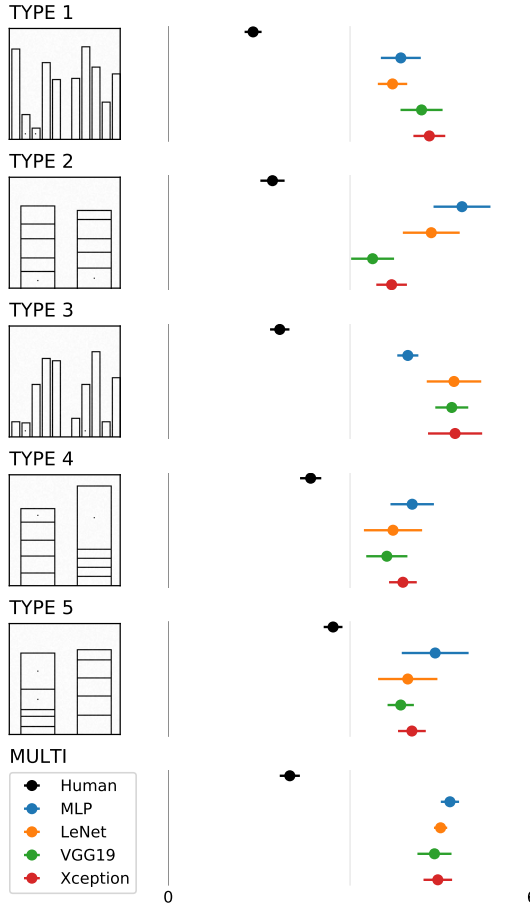 TYPE 1
TYPE 2
TYPE 3
TYPE 4
TYPE 5
MULTI
Human
MLP
LeNet
VGG19
Xception
0